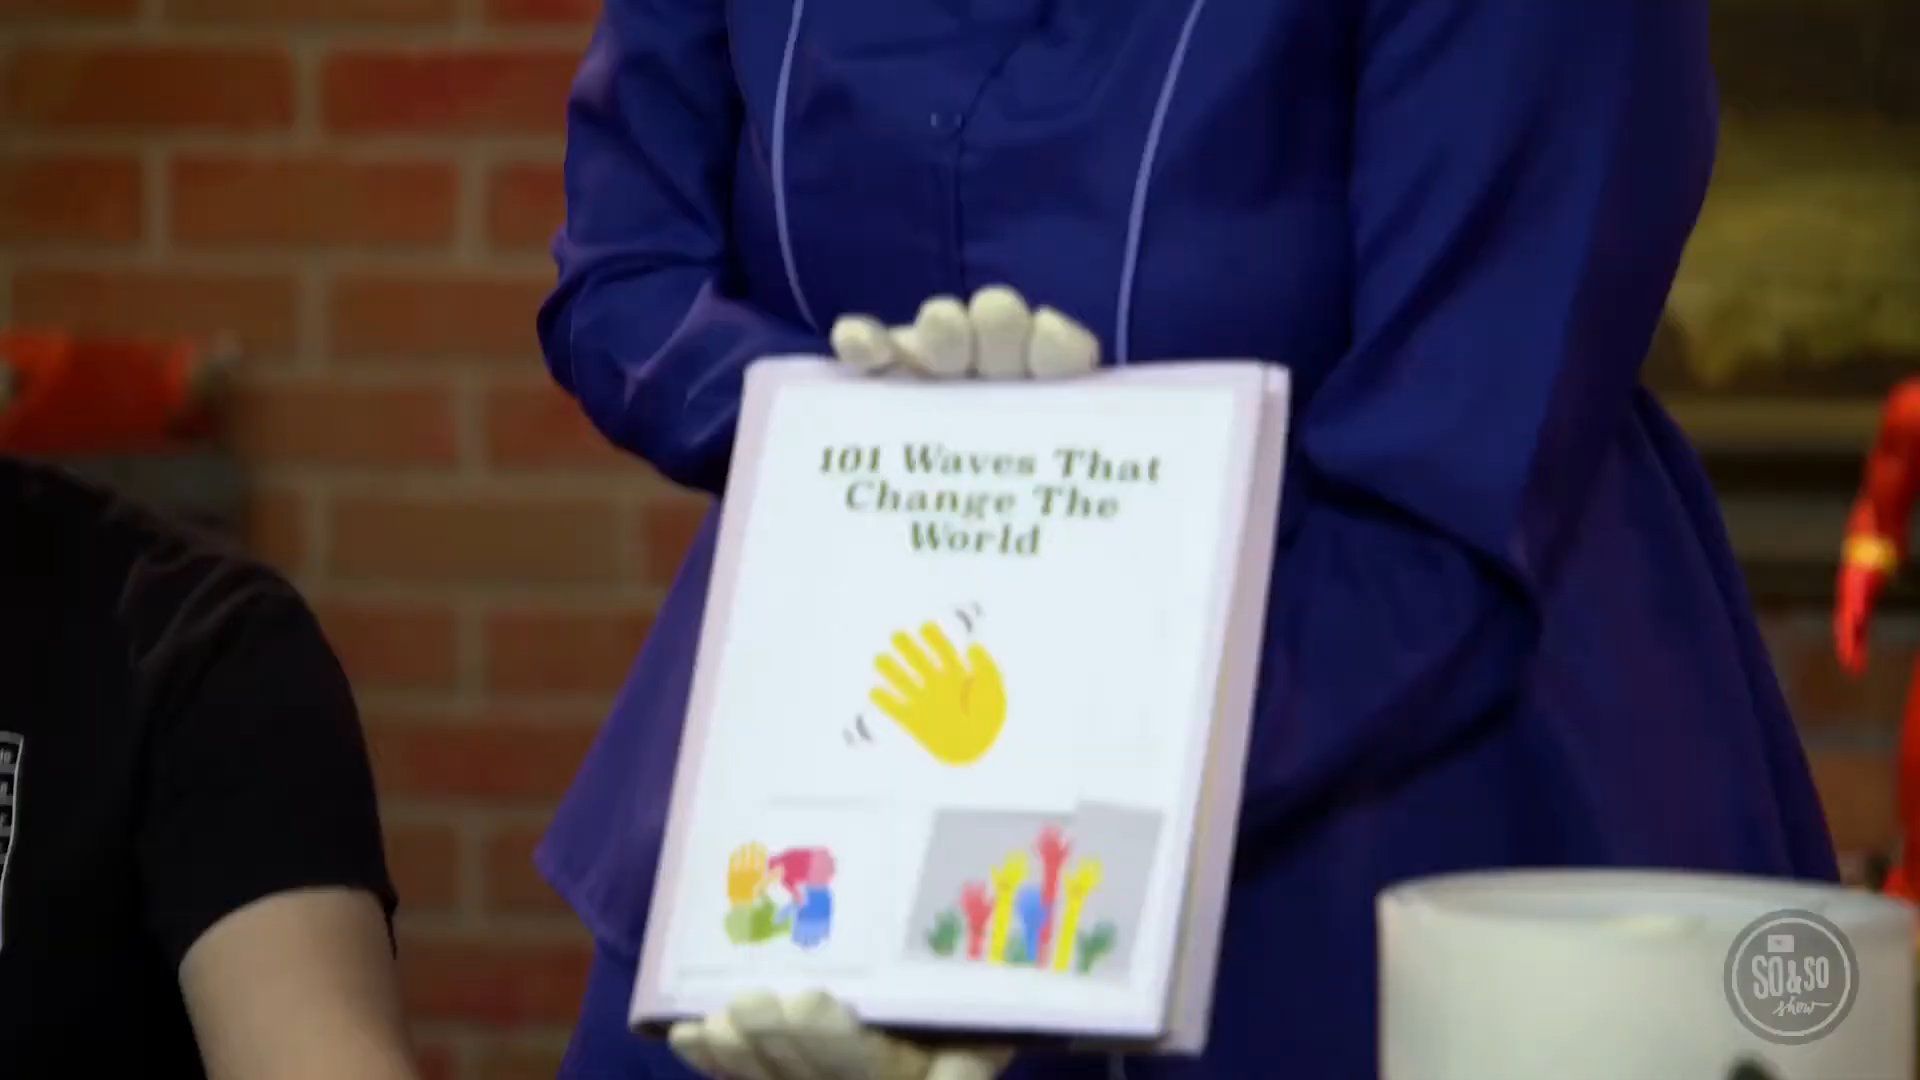 101 Waves That
Change The
World
SO & SO
show